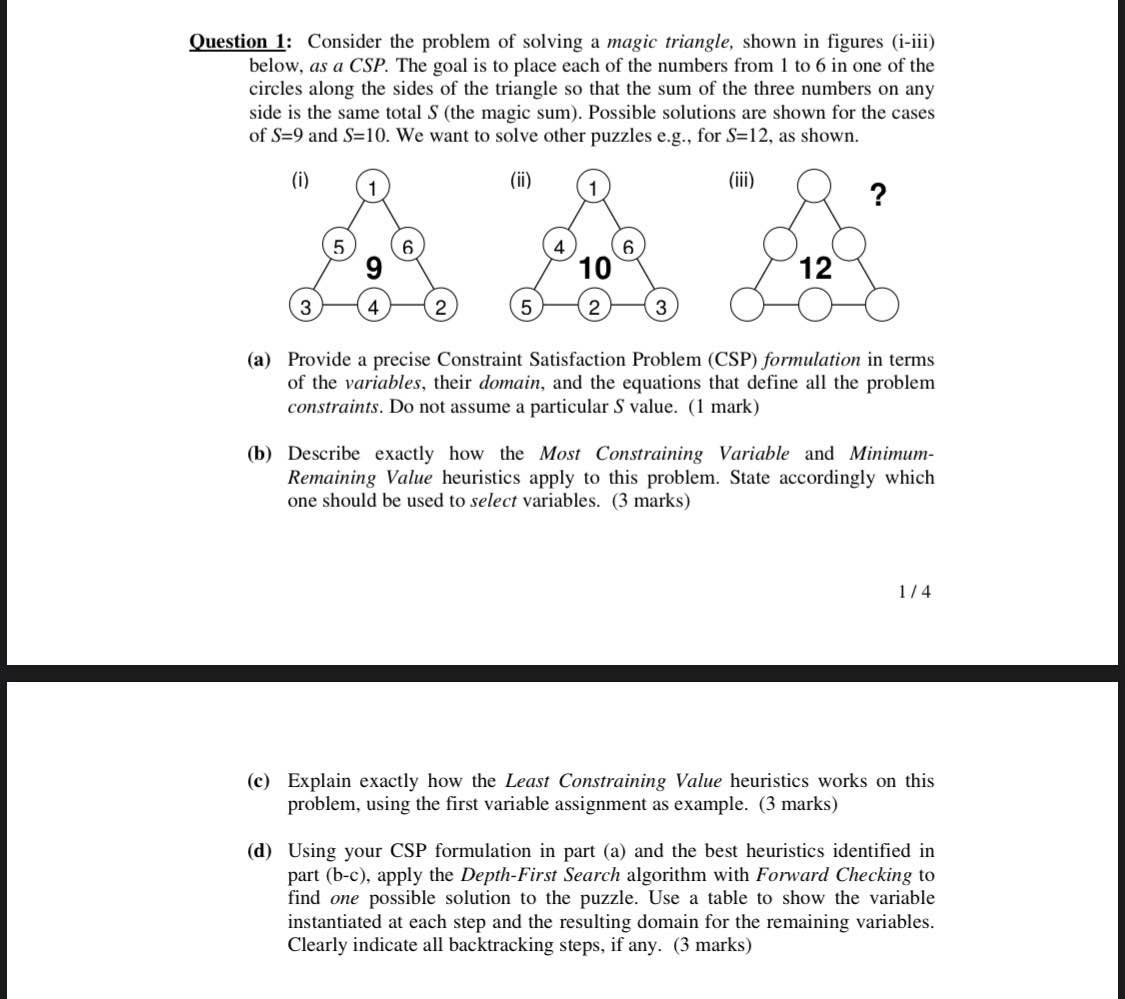 Question 1: Consider the problem of solving a magic triangle, shown in figures (i-iii)
below, as a CSP. The goal is to place each of the numbers from 1 to 6 in one of the
circles along the sides of the triangle so that the sum of the three numbers on any
side is the same total S (the magic sum). Possible solutions are shown for the cases
of S=9 and S=10. We want to solve other puzzles e.g., for S=12, as shown.
(i) 1 (ii) 1 (iii) ?
5 6 4 6
9 10 12
3 4 2 5 2 3
(a) Provide a precise Constraint Satisfaction Problem (CSP) formulation in terms
of the variables, their domain, and the equations that define all the problem
constraints. Do not assume a particular S value. (1 mark)
(b) Describe exactly how the Most Constraining Variable and Minimum-
Remaining Value heuristics apply to this problem. State accordingly which
one should be used to select variables. (3 marks)
1 / 4
(c) Explain exactly how the Least Constraining Value heuristics works on this
problem, using the first variable assignment as example. (3 marks)
(d) Using your CSP formulation in part (a) and the best heuristics identified in
part (b-c), apply the Depth-First Search algorithm with Forward Checking to
find one possible solution to the puzzle. Use a table to show the variable
instantiated at each step and the resulting domain for the remaining variables.
Clearly indicate all backtracking steps, if any. (3 marks)